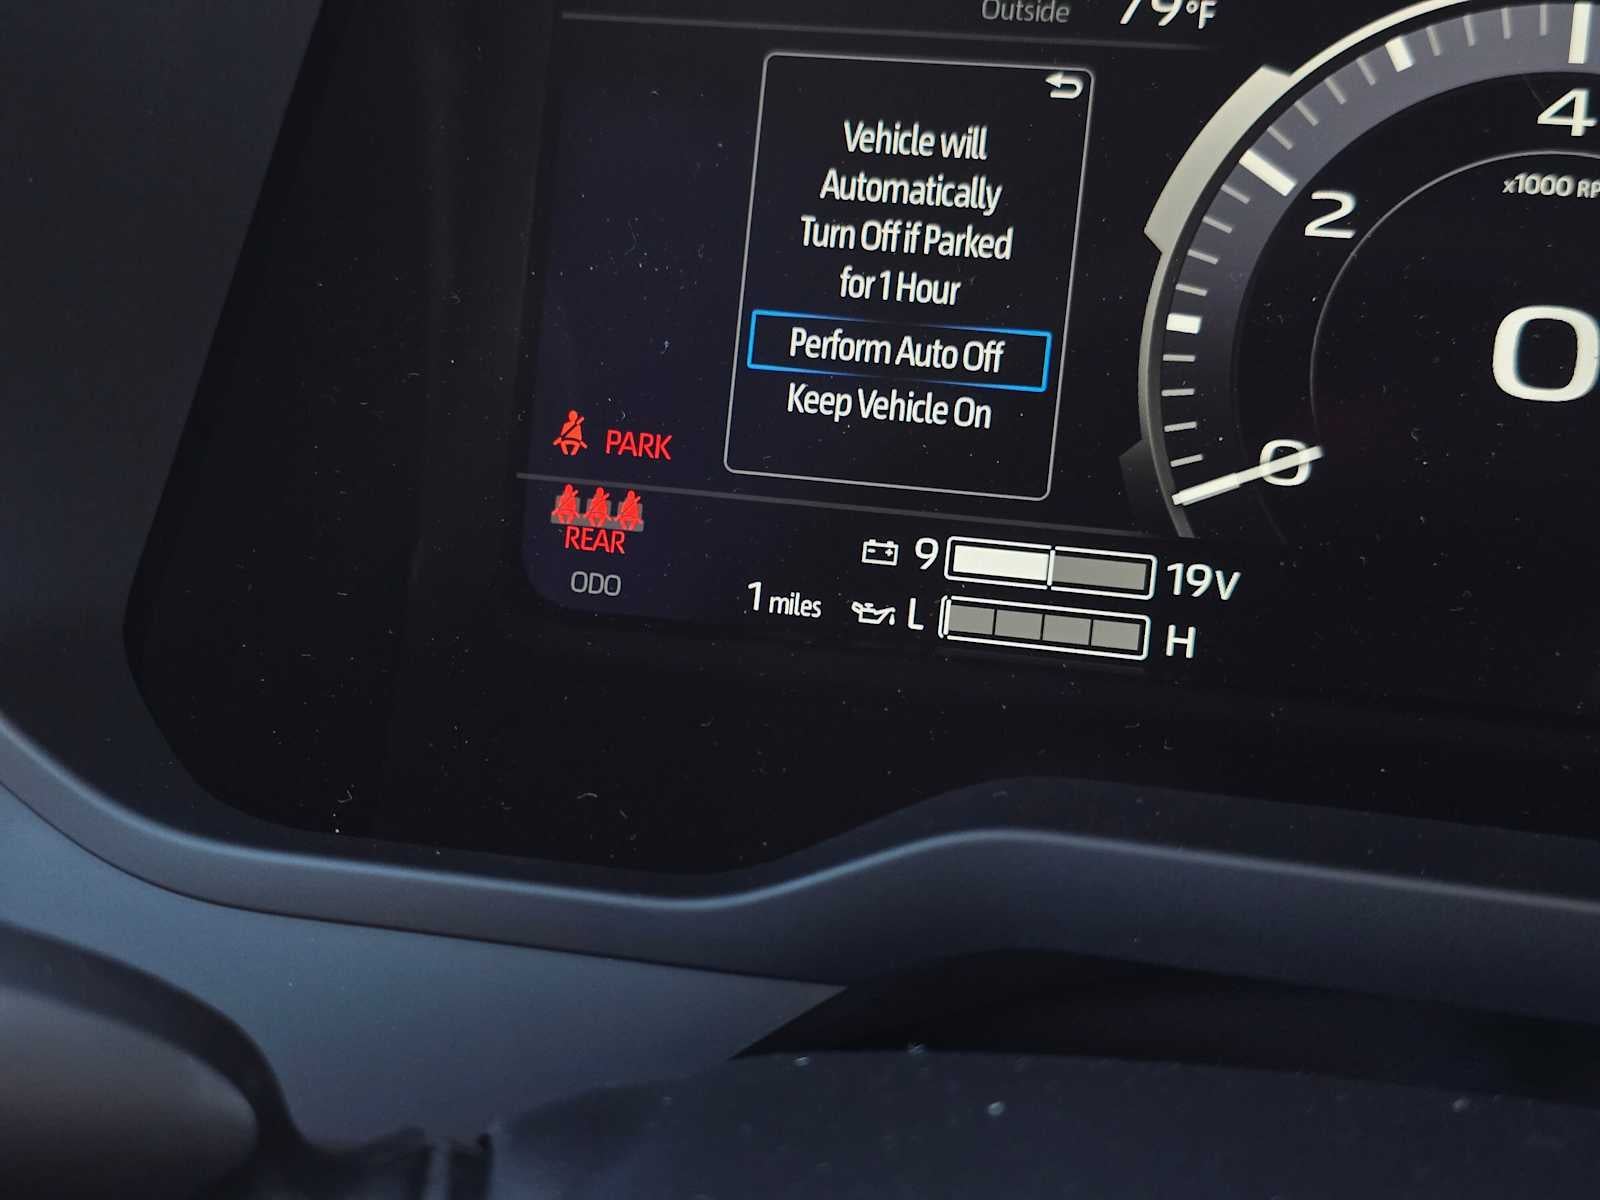 Outside 79°F
Vehicle will
Automatically
Turn Off if Parked
for 1 Hour
Perform Auto Off
Keep Vehicle On
PARK
REAR
ODO
1 miles
9 19V
L H
4
x1000 RP
2
0
0